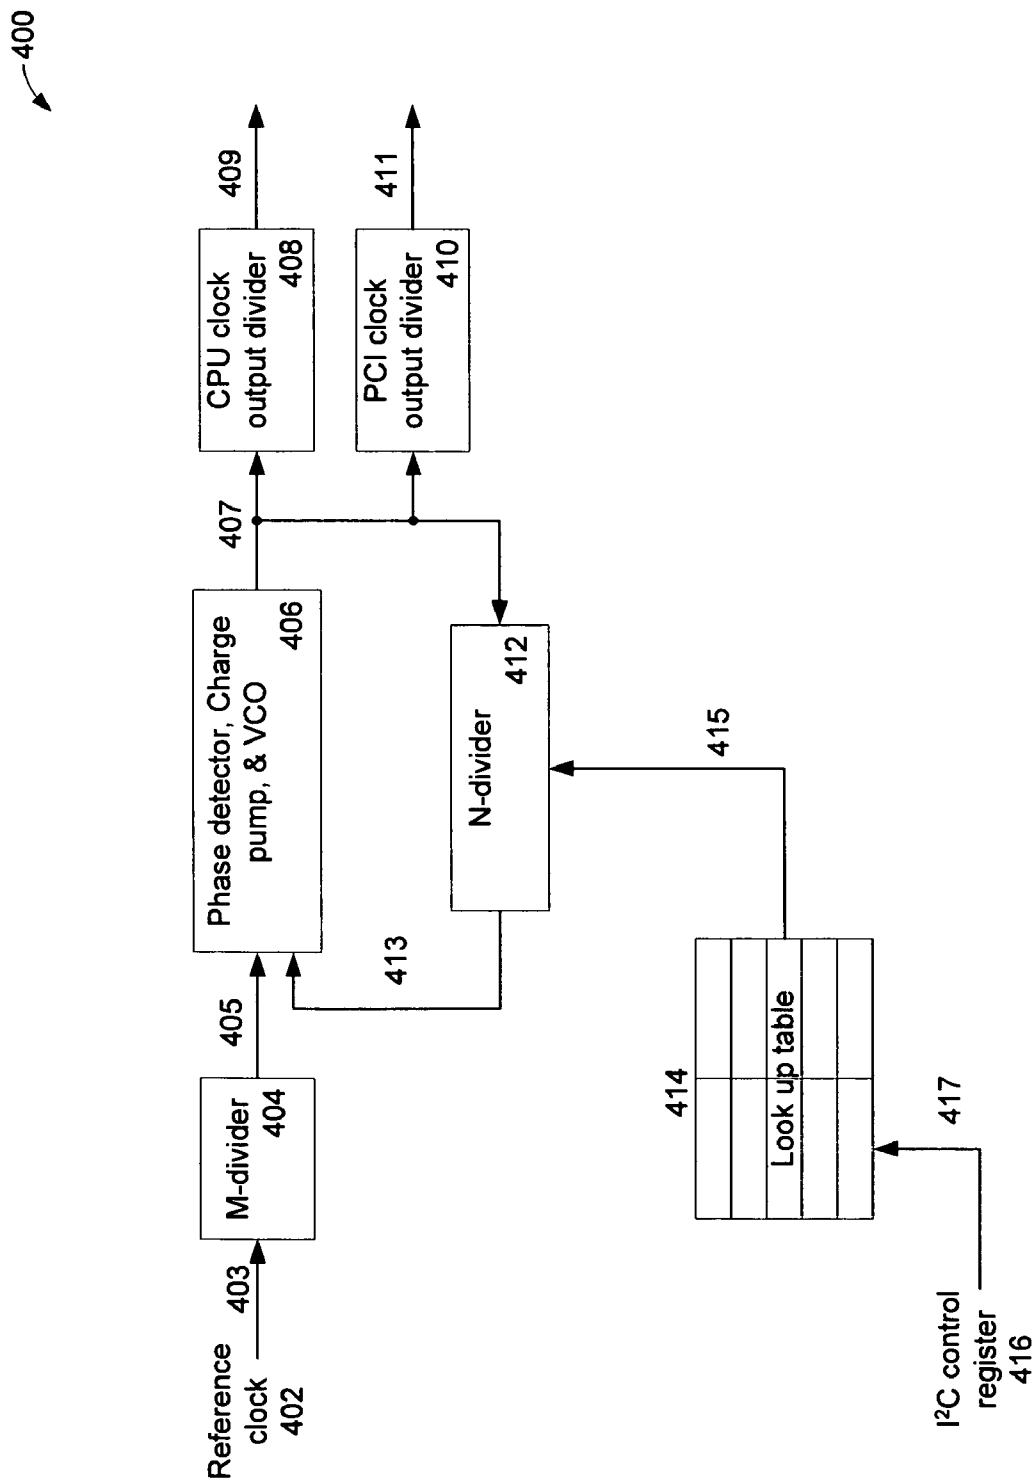 400
Reference
clock
402
403
M-divider
404
405
Phase detector, Charge
pump, & VCO
406
407
CPU clock
output divider
408
409
PCI clock
output divider
410
411
413
N-divider
412
415
414
Look up table
417
I²C control
register
416